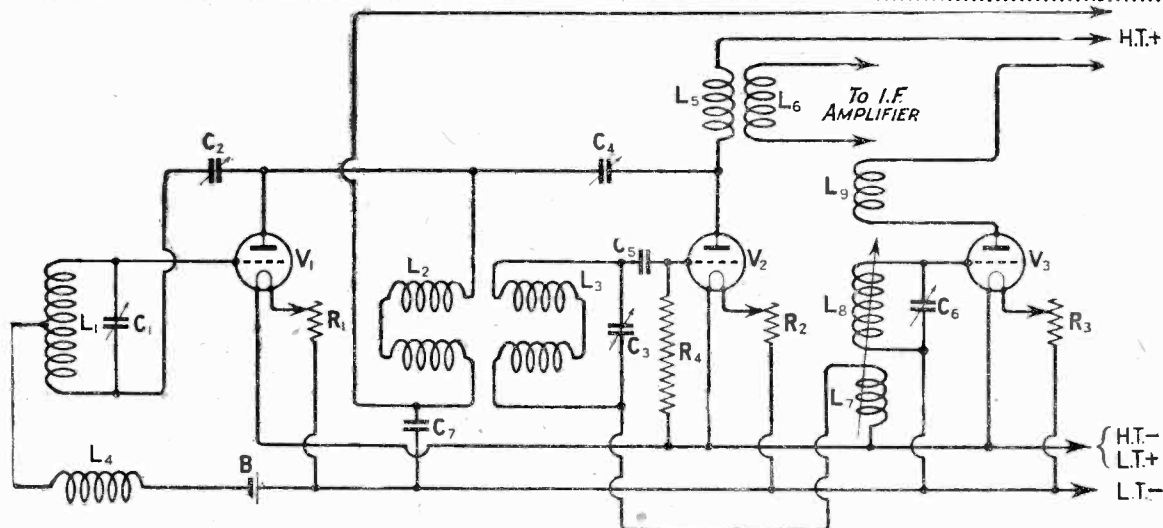 H.T.+
L5
L6
To I.F.
AMPLIFIER
C2
C4
L9
V1
C5
V2
V3
L1
C1
R1
L2
L3
C3
R4
R2
L8
C6
R3
C7
L7
L4
B
H.T.-
L.T.+
L.T.-